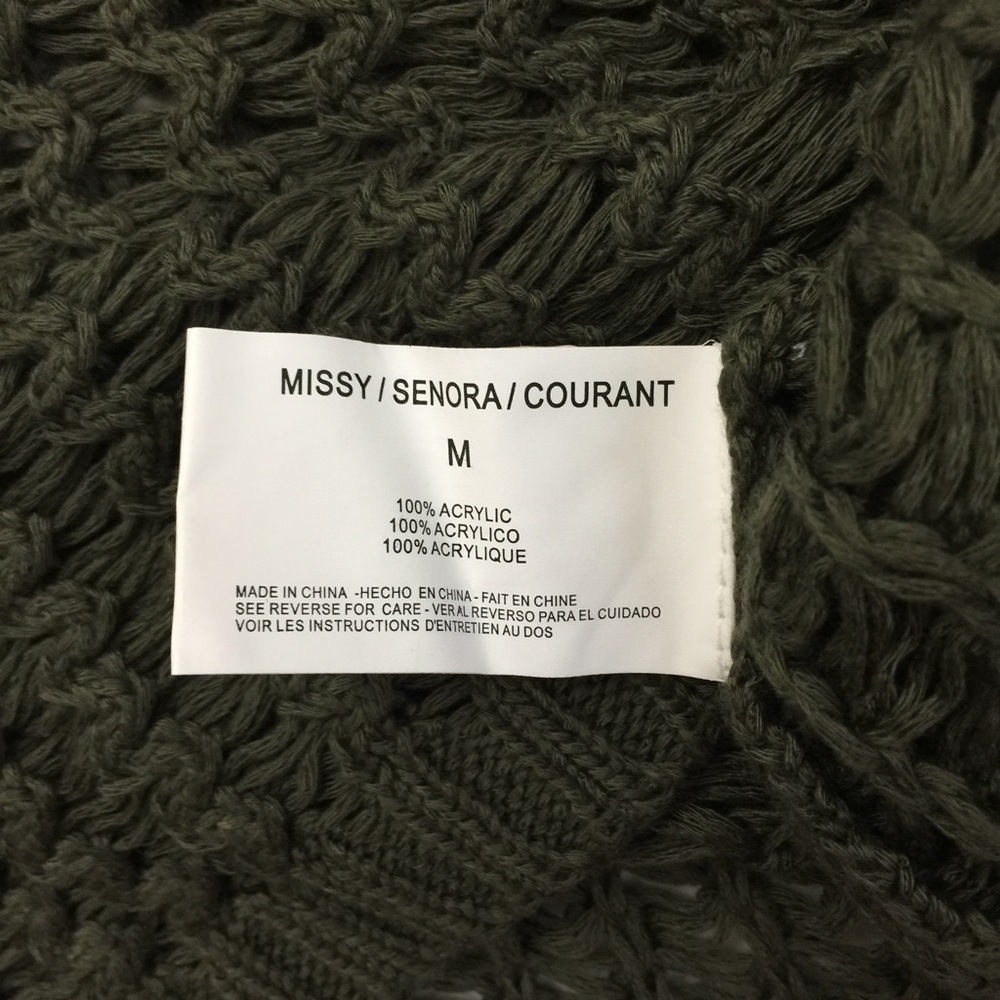 MISSY / SENORA / COURANT
M
100% ACRYLIC
100% ACRYLICO
100% ACRYLIQUE
MADE IN CHINA -HECHO EN CHINA - FAIT EN CHINE
SEE REVERSE FOR CARE - VER AL REVERSO PARA EL CUIDADO
VOIR LES INSTRUCTIONS D'ENTRETIEN AU DOS